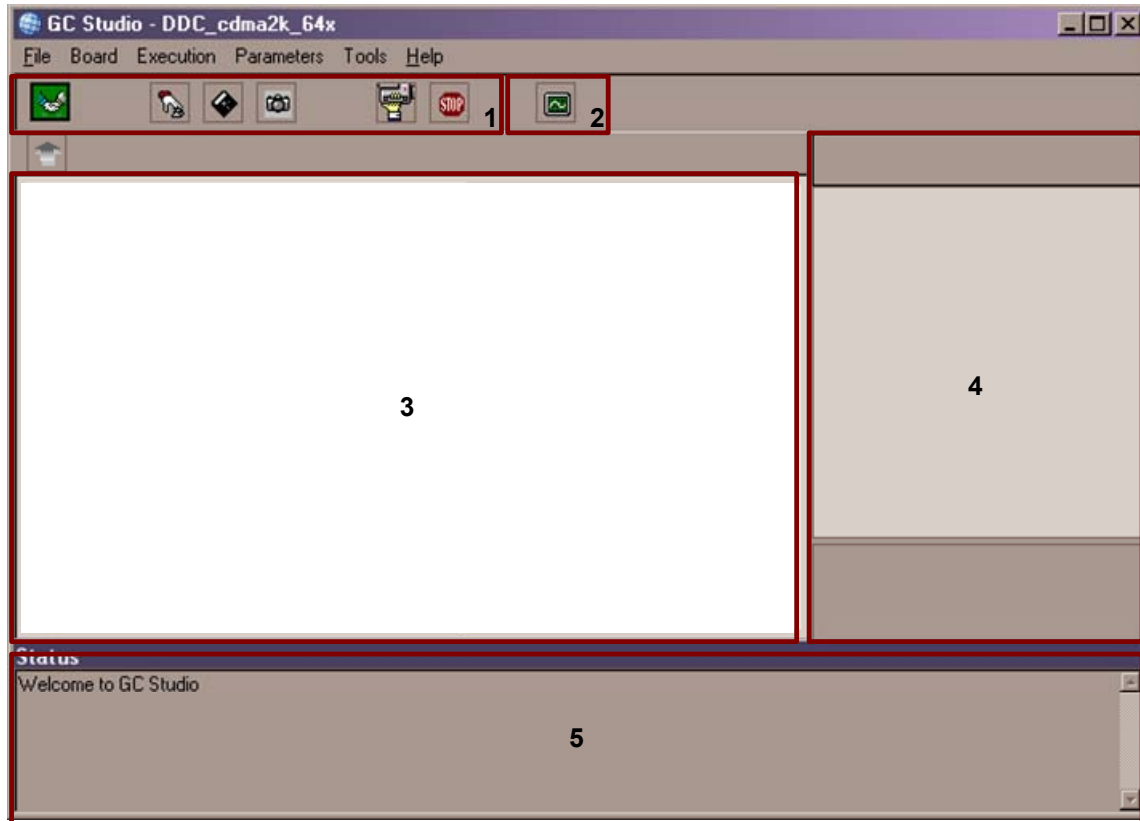 GC Studio - DDC_cdma2k_64x
File Board Execution Parameters Tools Help
STOP
1
2
3
4
Status
Welcome to GC Studio
5